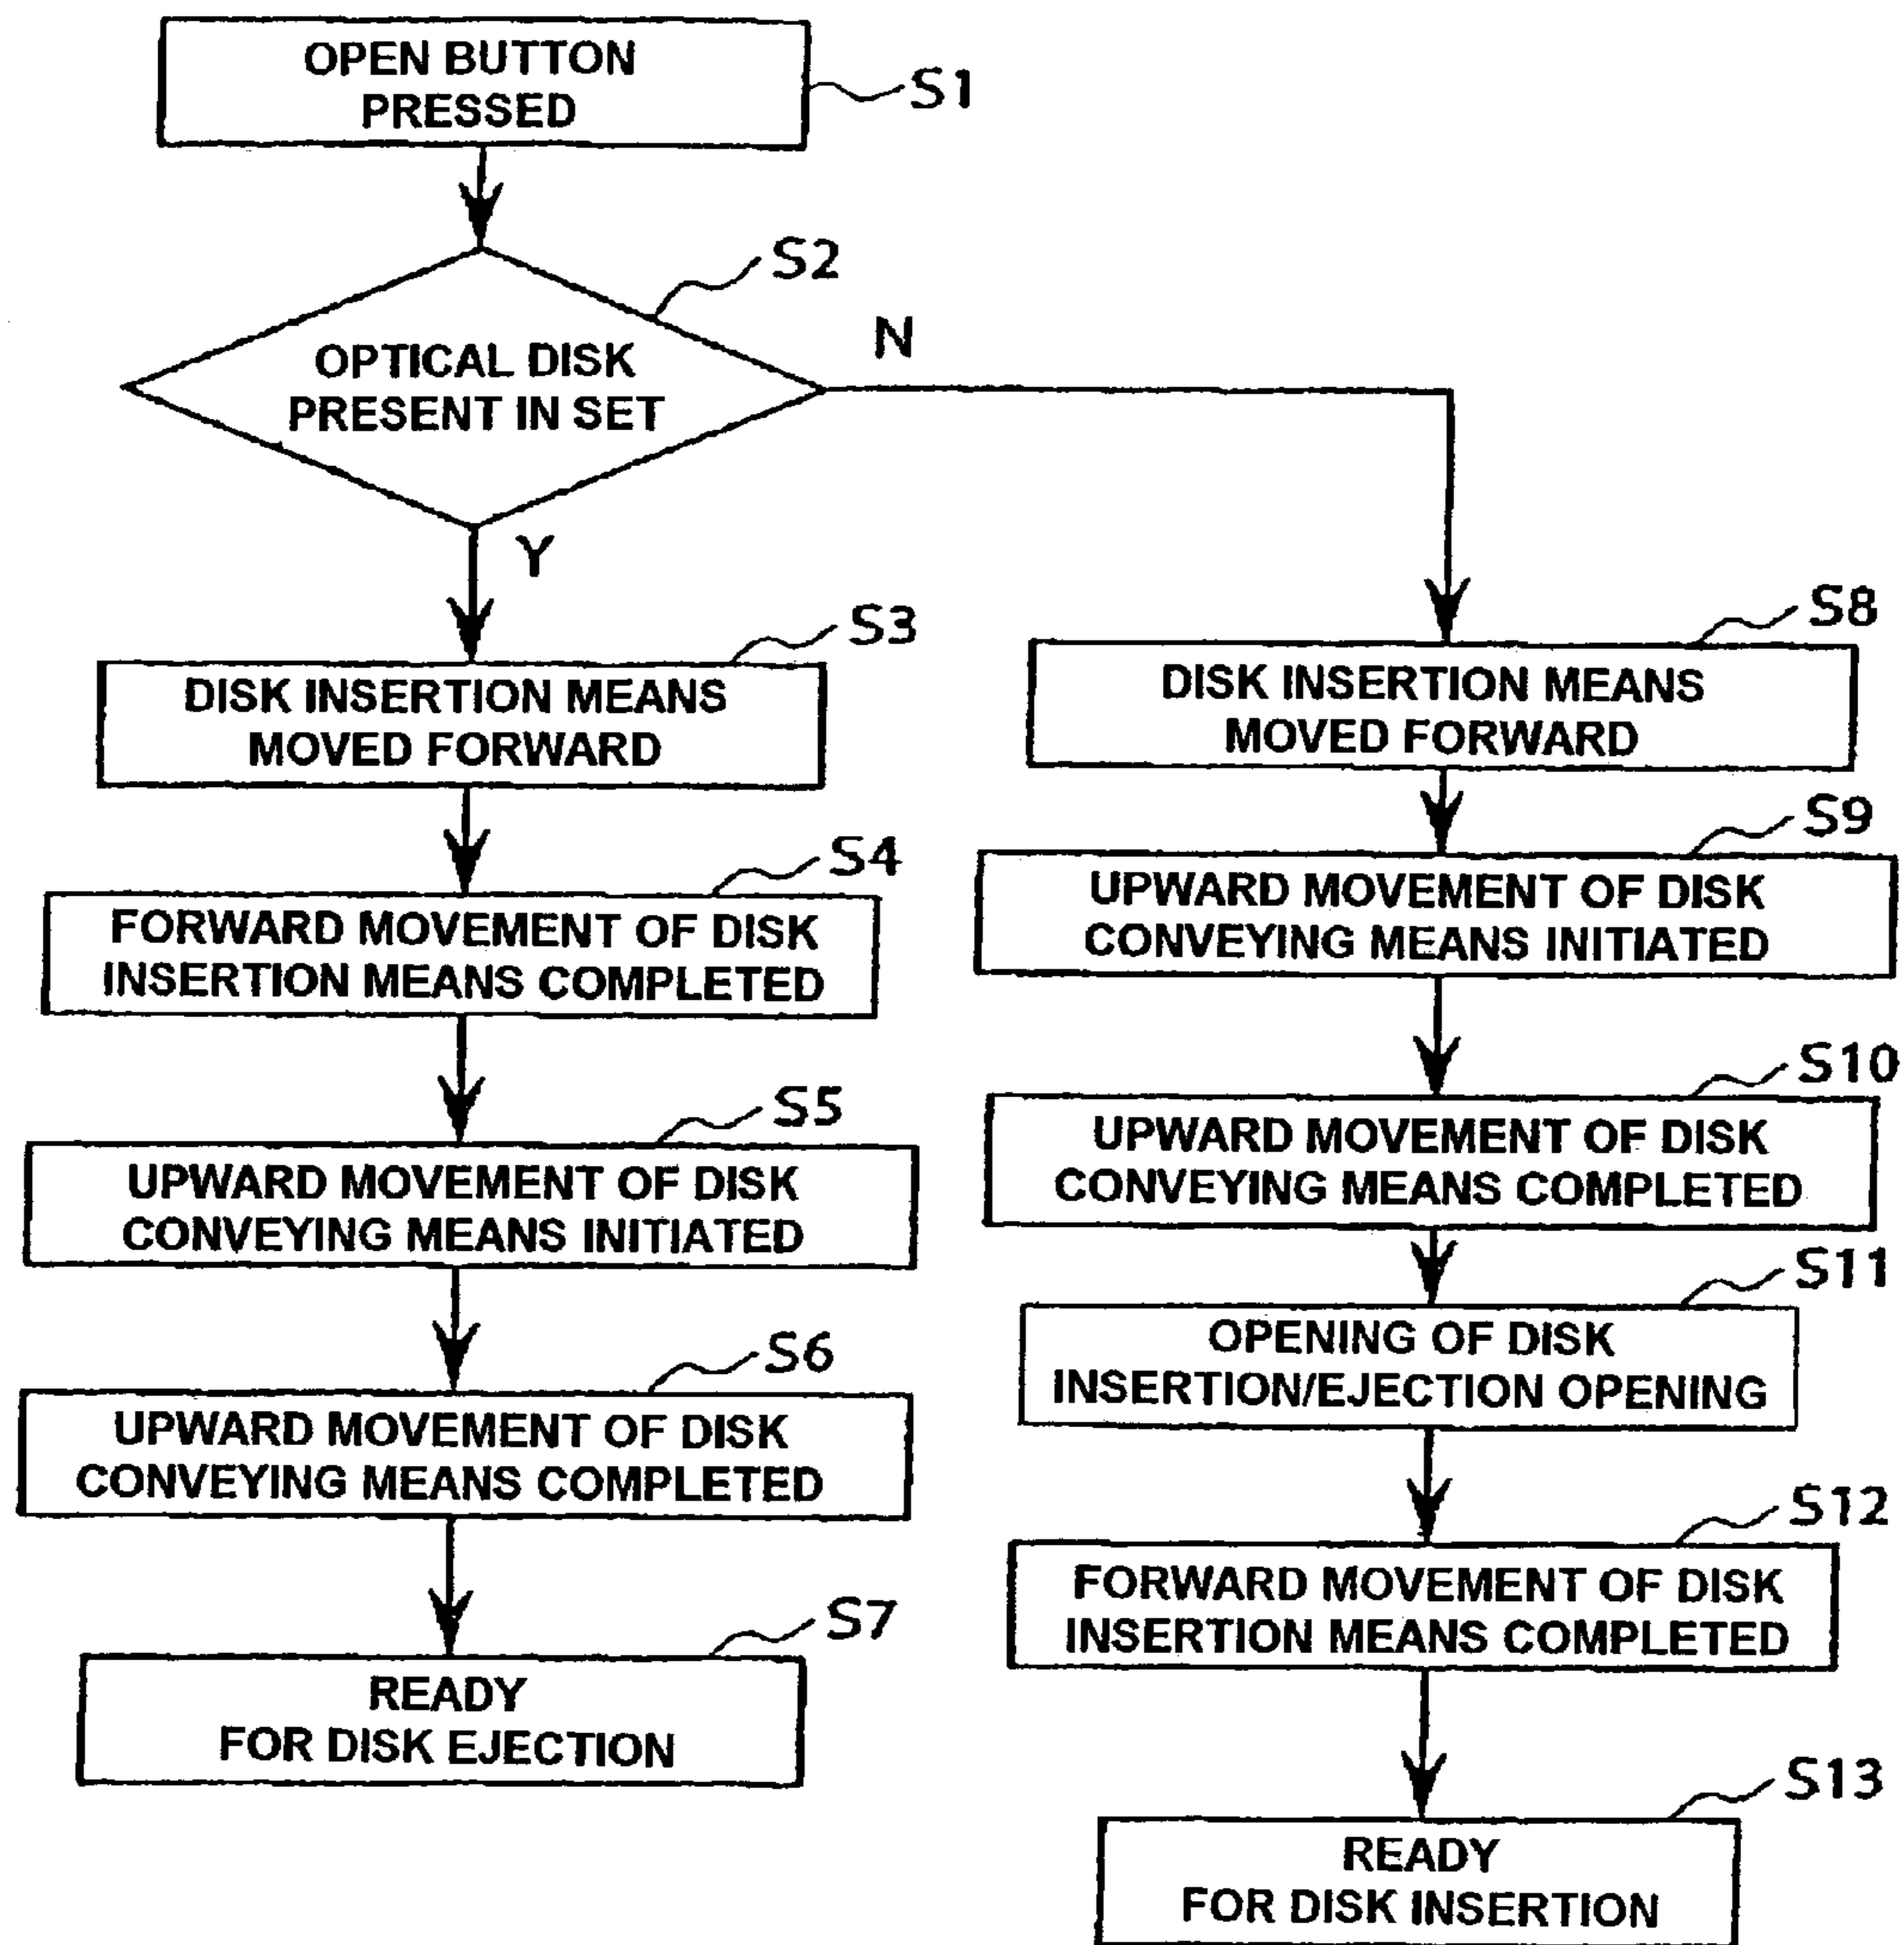 OPEN BUTTON
PRESSED
S1
S2
OPTICAL DISK
PRESENT IN SET
N
Y
S3
DISK INSERTION MEANS
MOVED FORWARD
S4
FORWARD MOVEMENT OF DISK
INSERTION MEANS COMPLETED
S5
UPWARD MOVEMENT OF DISK
CONVEYING MEANS INITIATED
S6
UPWARD MOVEMENT OF DISK
CONVEYING MEANS COMPLETED
S7
READY
FOR DISK EJECTION
S8
DISK INSERTION MEANS
MOVED FORWARD
S9
UPWARD MOVEMENT OF DISK
CONVEYING MEANS INITIATED
S10
UPWARD MOVEMENT OF DISK
CONVEYING MEANS COMPLETED
S11
OPENING OF DISK
INSERTION/EJECTION OPENING
S12
FORWARD MOVEMENT OF DISK
INSERTION MEANS COMPLETED
S13
READY
FOR DISK INSERTION